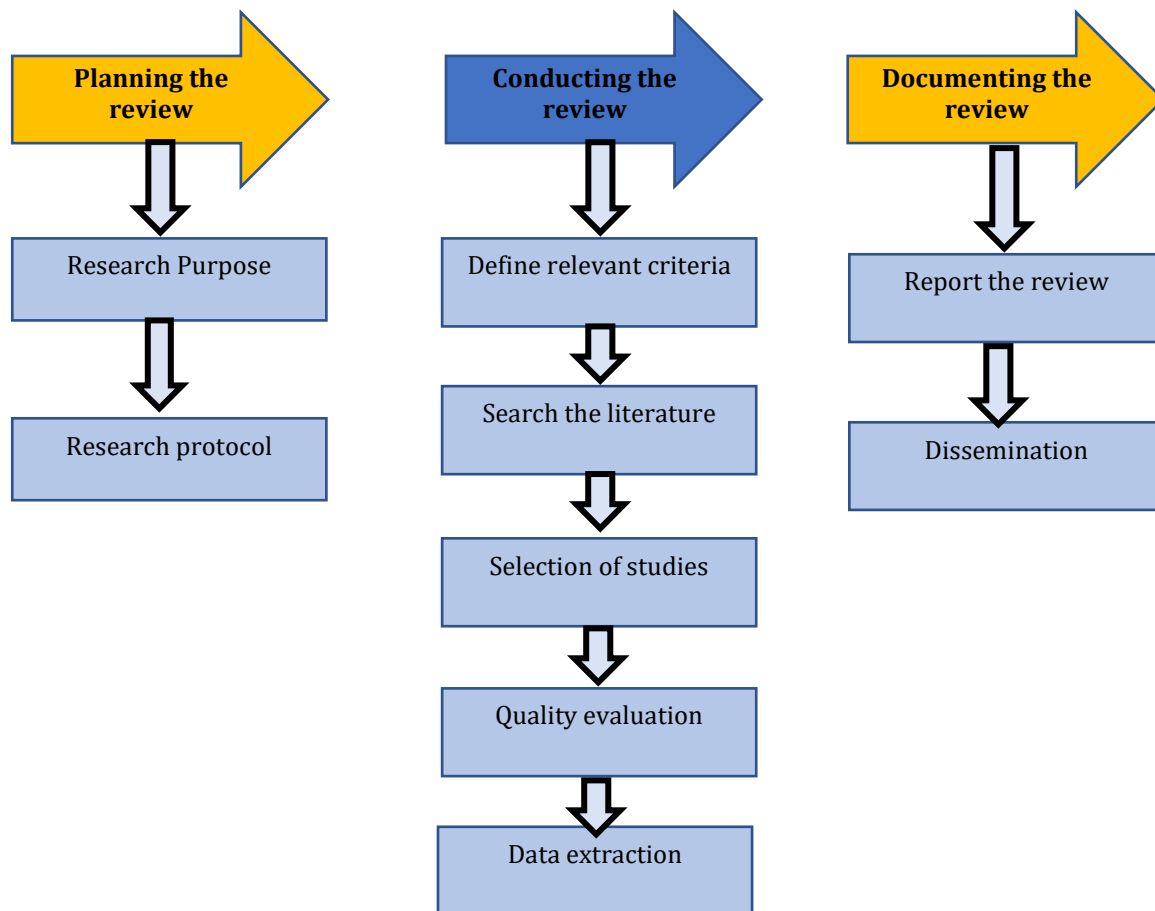 Planning the
review
Research Purpose
Research protocol
Conducting the
review
Define relevant criteria
Search the literature
Selection of studies
Quality evaluation
Data extraction
Documenting the
review
Report the review
Dissemination